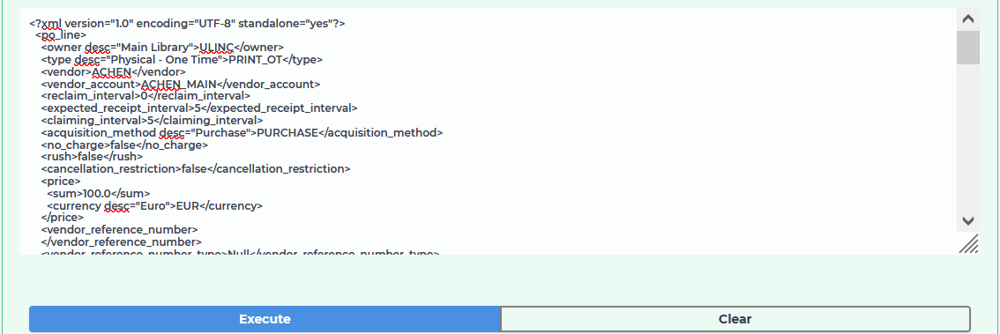 <?xml version="1.0" encoding="UTF-8" standalone="yes"?>
<po_line>
<owner desc="Main Library">ULINC</owner>
<type desc="Physical - One Time">PRINT_OT</type>
<vendor>ACHEN</vendor>
<vendor_account>ACHEN_MAIN</vendor_account>
<reclaim_interval>0</reclaim_interval>
<expected_receipt_interval>5</expected_receipt_interval>
<claiming_interval>5</claiming_interval>
<acquisition_method desc="Purchase">PURCHASE</acquisition_method>
<no_charge>false</no_charge>
<rush>false</rush>
<cancellation_restriction>false</cancellation_restriction>
<price>
<sum>100.0</sum>
<currency desc="Euro">EUR</currency>
</price>
<vendor_reference_number>
</vendor_reference_number>
<vendor_reference_number_type>Null</vendor_reference_number_type>
Execute
Clear